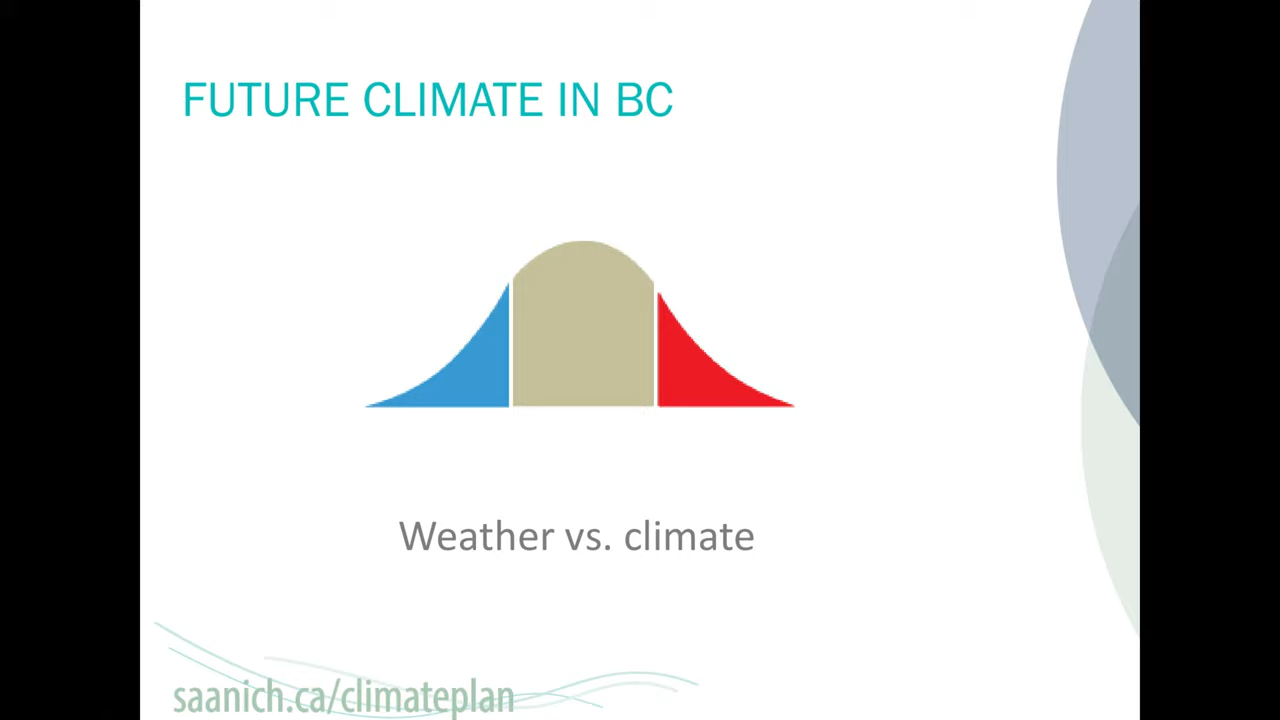 FUTURE CLIMATE IN BC
Weather vs. climate
saanich.ca/climateplan